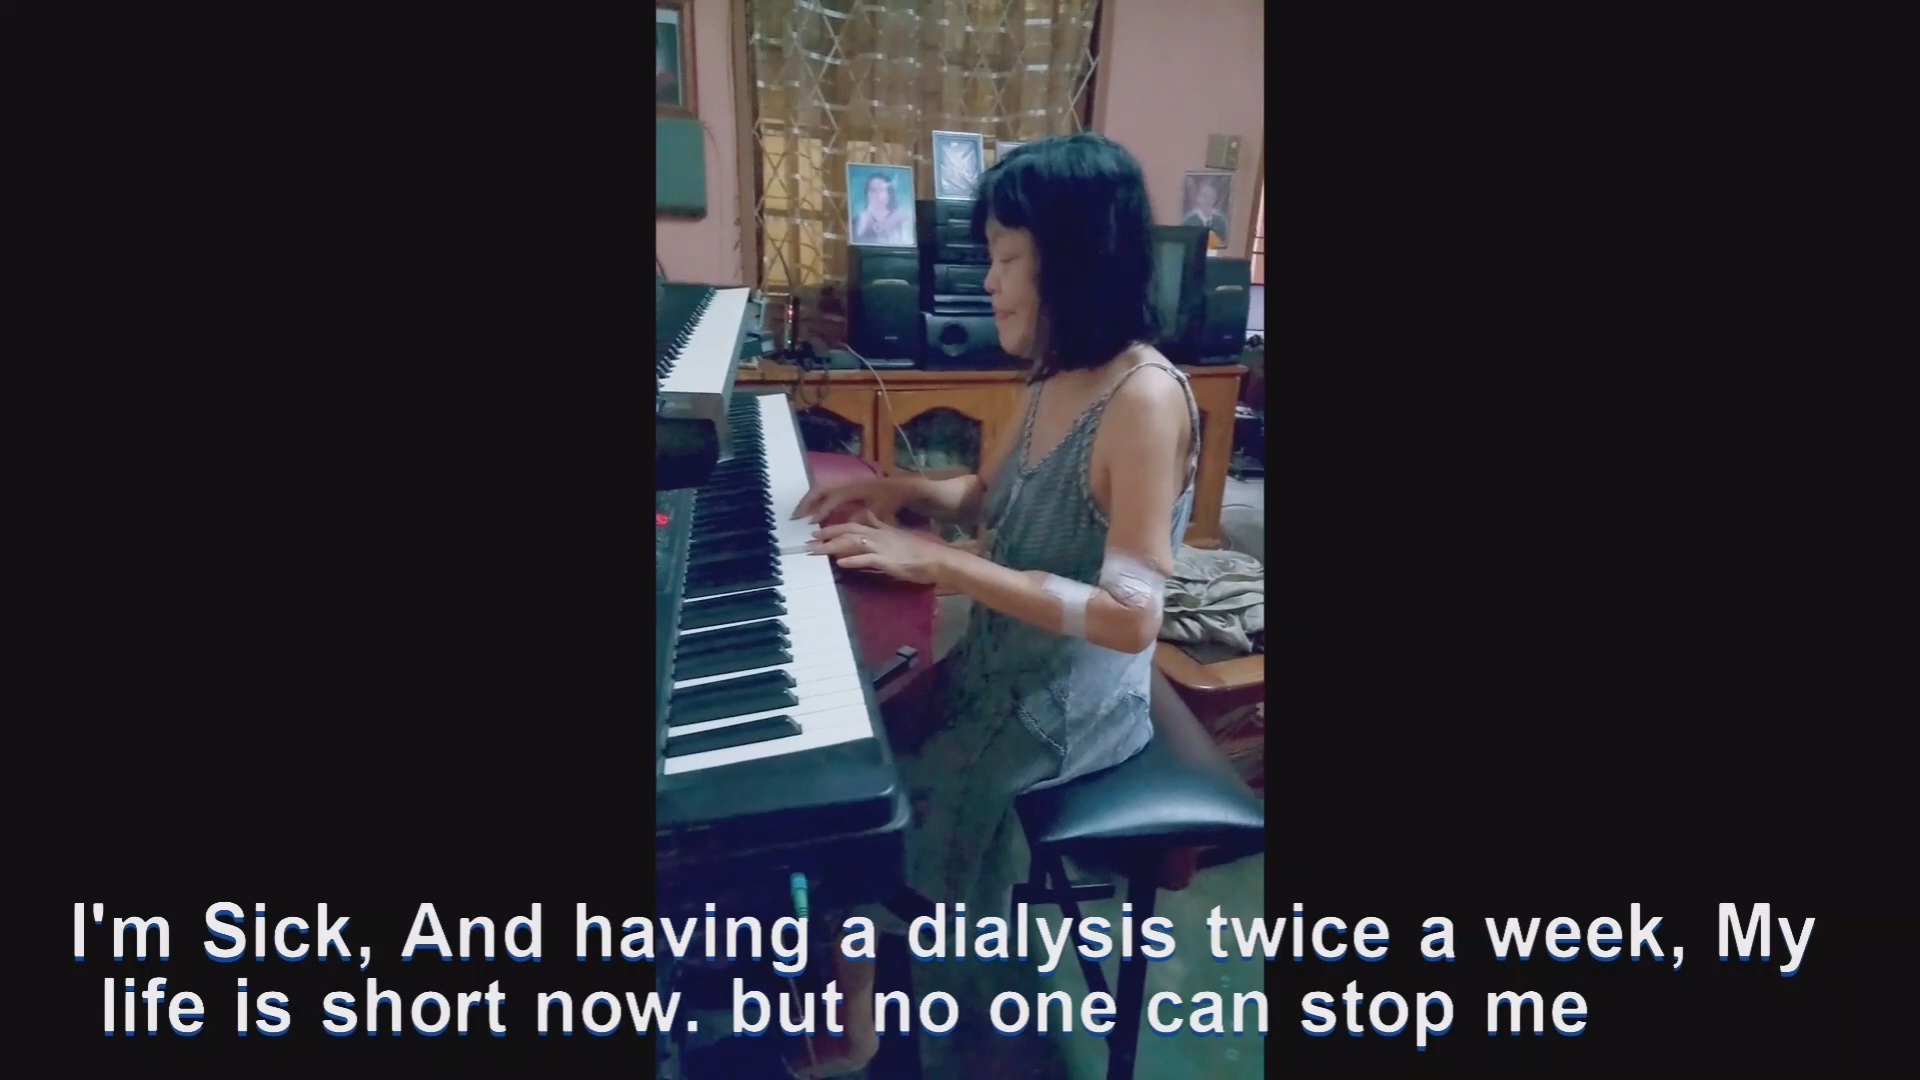 I'm Sick, And having a dialysis twice a week, My
life is short now. but no one can stop me